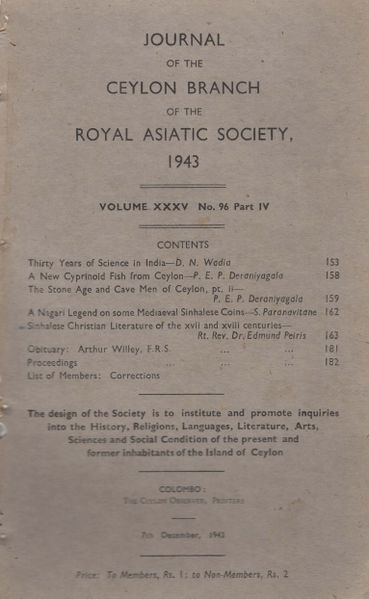 JOURNAL
OF THE
CEYLON BRANCH
OF THE
ROYAL ASIATIC SOCIETY,
1943
VOLUME XXXV No. 96 Part IV
CONTENTS
Thirty Years of Science in India—D. N. Wadia 153
A New Cyprinoid Fish from Ceylon—P. E. P. Deraniyagala 158
The Stone Age and Cave Men of Ceylon, pt. ii—
P. E. P. Deraniyagala 159
A Nagari Legend on some Mediaeval Sinhalese Coins—S. Paranavitane 162
Sinhalese Christian Literature of the xvii and xviii centuries—
Rt. Rev. Dr. Edmund Peiris 163
Obituary: Arthur Willey, F.R.S. ... ... 181
Proceedings ... ... 182
List of Members: Corrections
The design of the Society is to institute and promote inquiries
into the History, Religions, Languages, Literature, Arts,
Sciences and Social Condition of the present and
former inhabitants of the Island of Ceylon
COLOMBO:
THE CEYLON OBSERVER, PRINTERS
7th December,
Price: To Members, Rs. 1; to Non-Members, Rs. 2